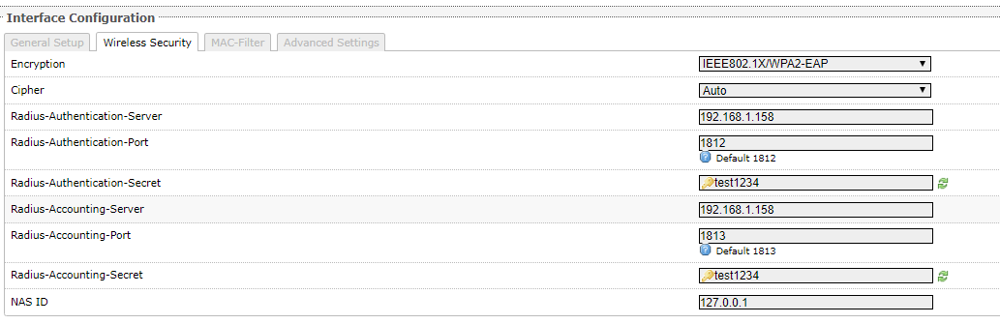 Interface Configuration
General Setup Wireless Security MAC-Filter Advanced Settings
Encryption IEEE802.1X/WPA2-EAP
Cipher Auto
Radius-Authentication-Server 192.168.1.158
Radius-Authentication-Port 1812
Default 1812
Radius-Authentication-Secret test1234
Radius-Accounting-Server 192.168.1.158
Radius-Accounting-Port 1813
Default 1813
Radius-Accounting-Secret test1234
NAS ID 127.0.0.1